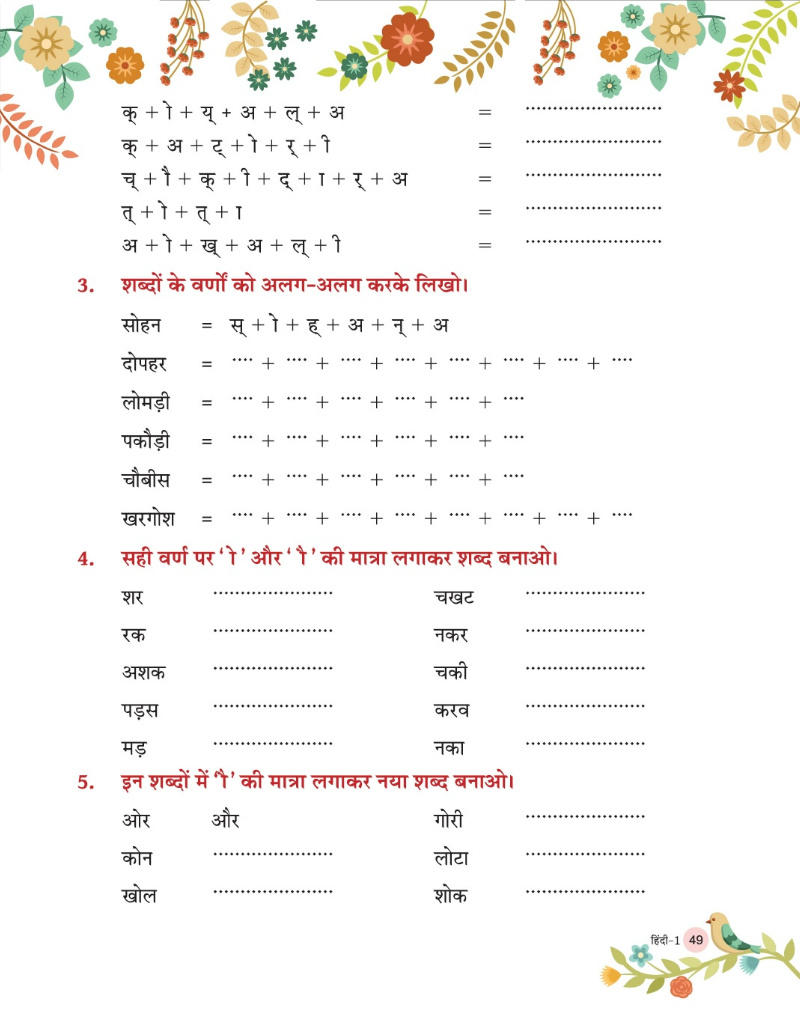 क् + ो + य् + अ + ल् + अ = ........................
क् + अ + ट् + ो + र् + ी = ........................
च् + ौ + क् + ी + द् + ा + र् + अ = ........................
त् + ो + त् + ा = ........................
अ + ो + ख् + अ + ल् + ी = ........................
3. शब्दों के वर्णों को अलग-अलग करके लिखो।
सोहन = स् + ो + ह् + अ + न् + अ
दोपहर = .... + .... + .... + .... + .... + .... + .... + ....
लोमड़ी = .... + .... + .... + .... + .... + ....
पकौड़ी = .... + .... + .... + .... + .... + ....
चौबीस = .... + .... + .... + .... + .... + ....
खरगोश = .... + .... + .... + .... + .... + .... + .... + ....
4. सही वर्ण पर ‘ ो ’ और ‘ ौ ’ की मात्रा लगाकर शब्द बनाओ।
शर ..................... चखट .....................
रक ..................... नकर .....................
अशक ..................... चकी .....................
पड़स ..................... करव .....................
मड़ ..................... नका .....................
5. इन शब्दों में ‘ौ’ की मात्रा लगाकर नया शब्द बनाओ।
ओर और गोरी .....................
कोन ..................... लोटा .....................
खोल ..................... शोक .....................
हिंदी-1 49